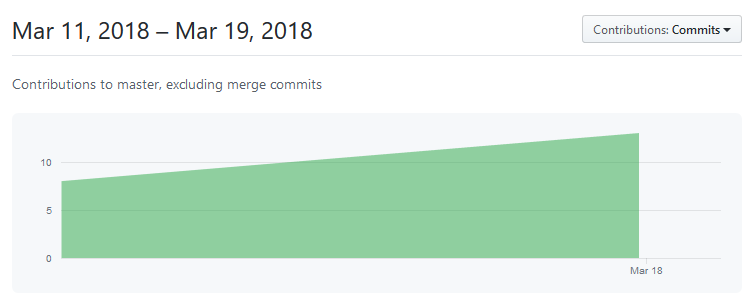 Mar 11, 2018 – Mar 19, 2018
Contributions: Commits
Contributions to master, excluding merge commits
10
5
0
Mar 18